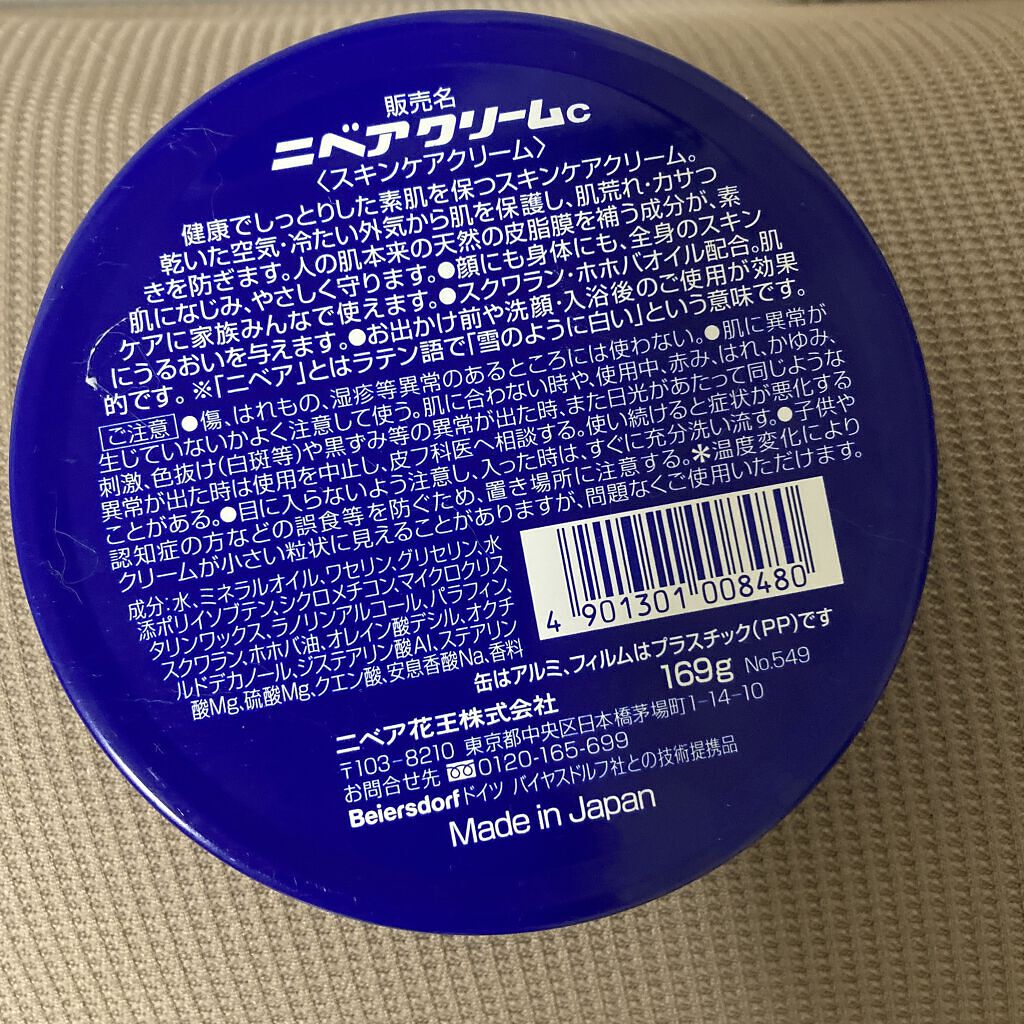 販売名
ニベアクリームc
〈スキンケアクリーム〉
健康でしっとりした素肌を保つスキンケアクリーム。
乾いた空気・冷たい外気から肌を保護し、肌荒れ・カサつ
きを防ぎます。人の肌本来の天然の皮脂膜を補う成分が、素
肌になじみ、やさしく守ります。●顔にも身体にも、全身のスキン
ケアに家族みんなで使えます。●スクワラン・ホホバオイル配合。肌
にうるおいを与えます。●お出かけ前や洗顔・入浴後のご使用が効果
的です。※「ニベア」とはラテン語で「雪のように白い」という意味です。
ご注意 ●傷、はれもの、湿疹等異常のあるところには使わない。●肌に異常が
生じていないかよく注意して使う。肌に合わない時や、使用中、赤み、はれ、かゆみ、
刺激、色抜け(白斑等)や黒ずみ等の異常が出た時、また日光があたって同じような
異常が出た時は使用を中止し、皮フ科医へ相談する。使い続けると症状が悪化する
ことがある。●目に入らないよう注意し、入った時は、すぐに充分洗い流す。●子供や
認知症の方などの誤食等を防ぐため、置き場所に注意する。＊温度変化により
クリームが小さい粒状に見えることがありますが、問題なくご使用いただけます。
成分:水、ミネラルオイル、ワセリン、グリセリン、水
添ポリイソブテン、シクロメチコン、マイクロクリス
タリンワックス、ラノリンアルコール、パラフィン、
スクワラン、ホホバ油、オレイン酸デシル、オクチ
ルドデカノール、ジステアリン酸Al、ステアリン
酸Mg、硫酸Mg、クエン酸、安息香酸Na、香料
4 901301 008480
缶はアルミ、フィルムはプラスチック(PP)です
169g No.549
ニベア花王株式会社
〒103-8210 東京都中央区日本橋茅場町1-14-10
お問合せ先 0120-165-699
Beiersdorfドイツ バイヤスドルフ社との技術提携品
Made in Japan